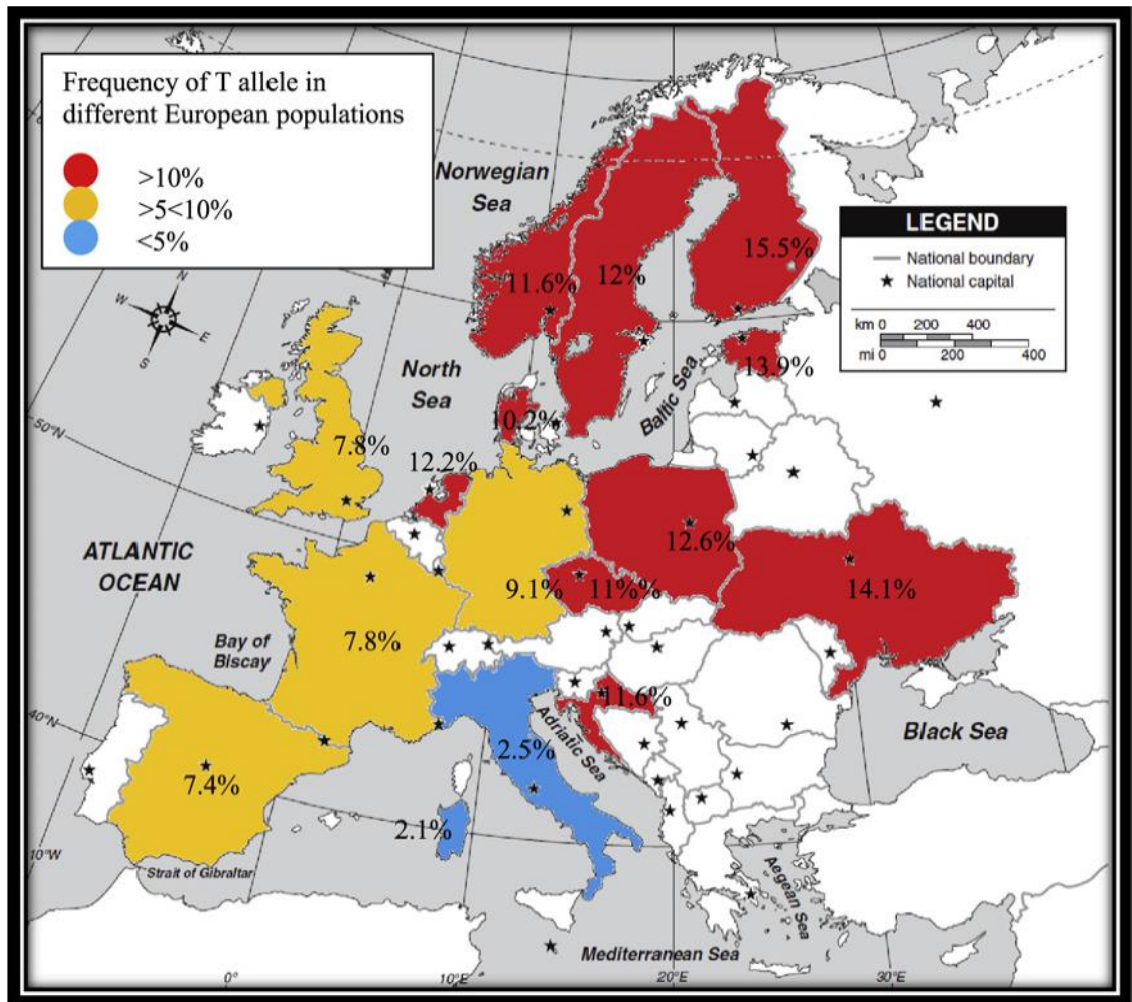 Frequency of T allele in
different European populations
>10%
>5<10%
<5%
Norwegian
Sea
LEGEND
National boundary
National capital
km 0 200 400
mi 0 200 400
15.5%
12%
11.6%
13.9%
North
Sea
Baltic Sea
10.2%
50°N
7.8%
12.2%
12.6%
ATLANTIC
OCEAN
9.1%
11%%
14.1%
7.8%
Bay of
Biscay
11.6%
40°N
Adriatic Sea
Black Sea
2.5%
7.4%
2.1%
10°W
Strait of Gibraltar
Aegean Sea
Mediterranean Sea
0°
10°E
20°E
30°E
N
W
E
S